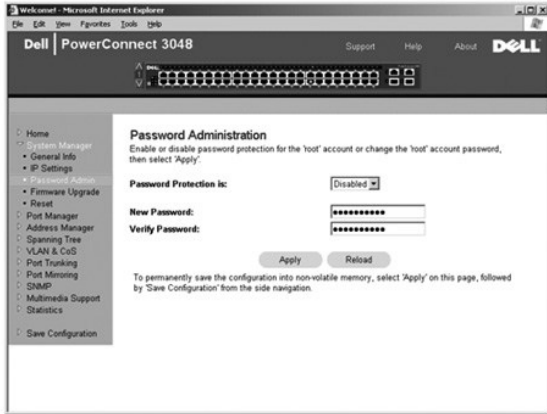 Welcome! - Microsoft Internet Explorer
File Edit View Favorites Tools Help
Dell | PowerConnect 3048
Support Help About DELL
Home
System Manager
General Info
IP Settings
Password Admin
Firmware Upgrade
Reset
Port Manager
Address Manager
Spanning Tree
VLAN & CoS
Port Trunking
Port Mirroring
SNMP
Multimedia Support
Statistics
Save Configuration
Password Administration
Enable or disable password protection for the 'root' account or change the 'root' account password,
then select 'Apply'.
Password Protection is: Disabled
New Password: ••••••••••
Verify Password: ••••••••••
Apply Reload
To permanently save the configuration into non-volatile memory, select 'Apply' on this page, followed
by 'Save Configuration' from the side navigation.